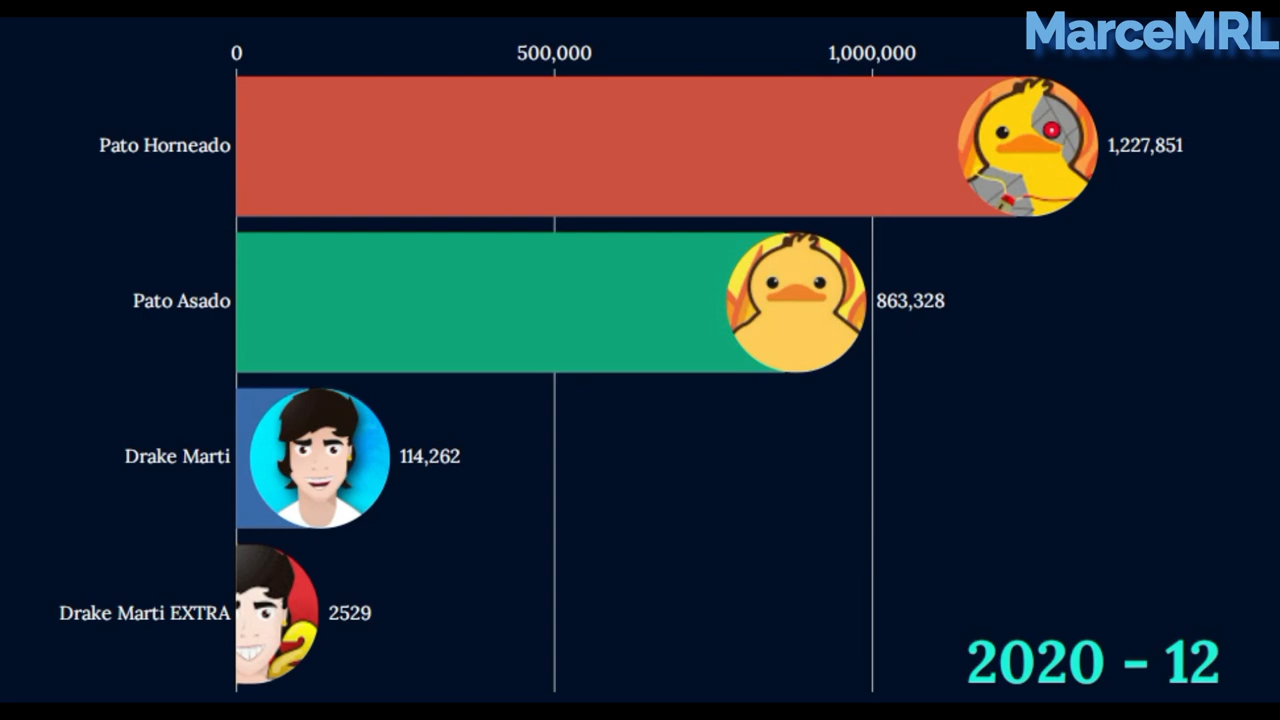 MarceMRL
0 500,000 1,000,000
Pato Horneado 1,227,851
Pato Asado 863,328
Drake Marti 114,262
Drake Marti EXTRA 2 2529
2020 - 12